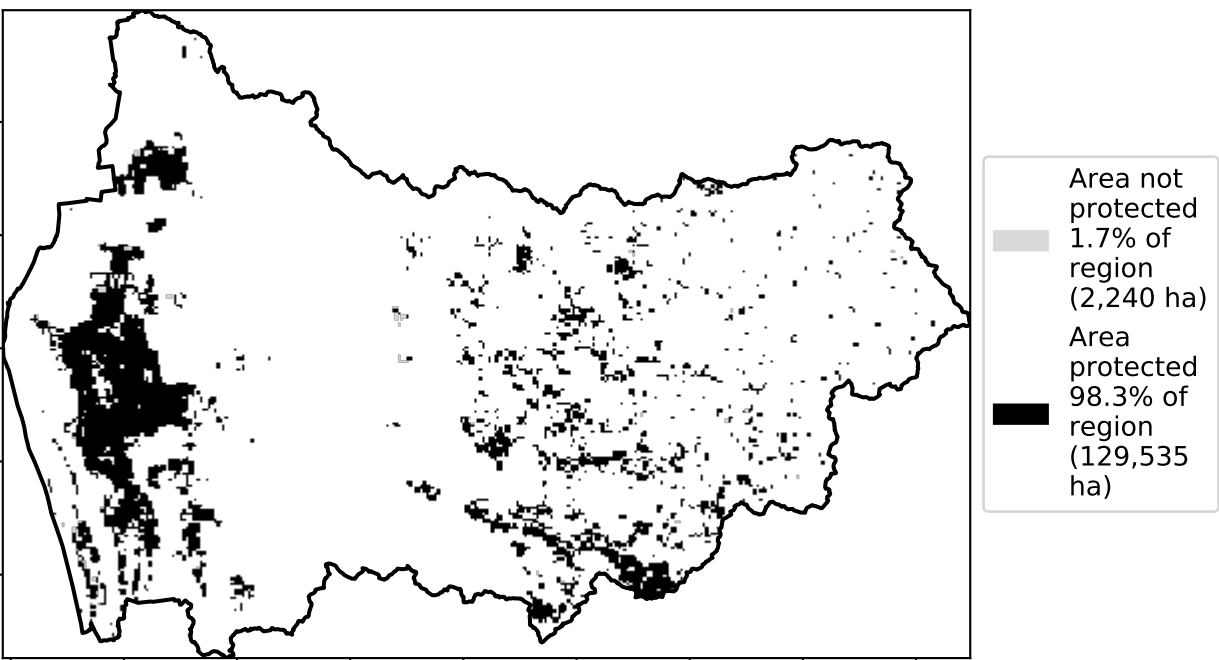 Area not
protected
1.7% of
region
(2,240 ha)
Area
protected
98.3% of
region
(129,535
ha)